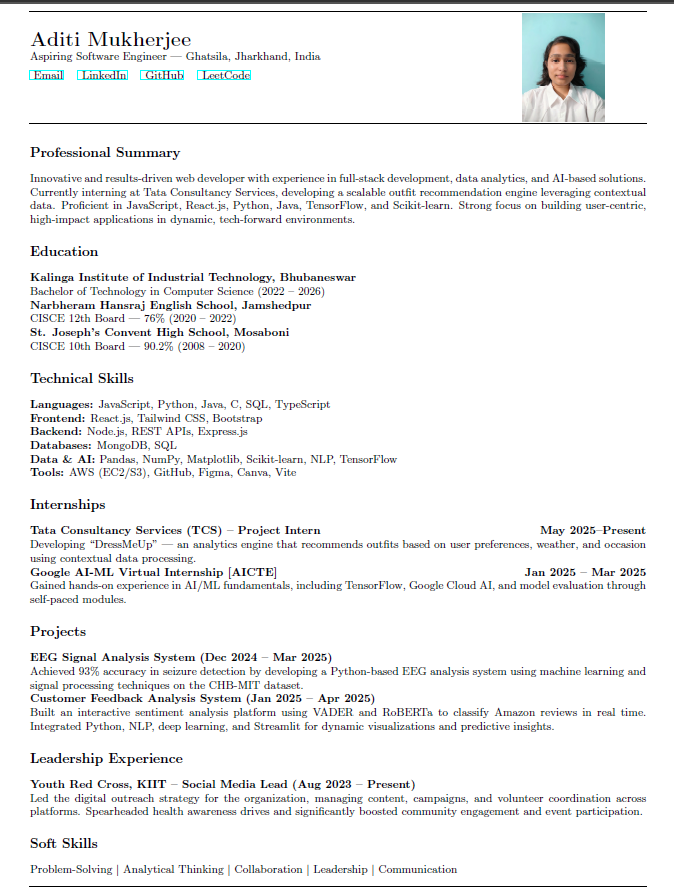 Aditi Mukherjee
Aspiring Software Engineer — Ghatsila, Jharkhand, India
Email LinkedIn GitHub LeetCode
Professional Summary
Innovative and results-driven web developer with experience in full-stack development, data analytics, and AI-based solutions.
Currently interning at Tata Consultancy Services, developing a scalable outfit recommendation engine leveraging contextual
data. Proficient in JavaScript, React.js, Python, Java, TensorFlow, and Scikit-learn. Strong focus on building user-centric,
high-impact applications in dynamic, tech-forward environments.
Education
Kalinga Institute of Industrial Technology, Bhubaneswar
Bachelor of Technology in Computer Science (2022 – 2026)
Narbheram Hansraj English School, Jamshedpur
CISCE 12th Board — 76% (2020 – 2022)
St. Joseph's Convent High School, Mosaboni
CISCE 10th Board — 90.2% (2008 – 2020)
Technical Skills
Languages: JavaScript, Python, Java, C, SQL, TypeScript
Frontend: React.js, Tailwind CSS, Bootstrap
Backend: Node.js, REST APIs, Express.js
Databases: MongoDB, SQL
Data & AI: Pandas, NumPy, Matplotlib, Scikit-learn, NLP, TensorFlow
Tools: AWS (EC2/S3), GitHub, Figma, Canva, Vite
Internships
Tata Consultancy Services (TCS) – Project Intern May 2025–Present
Developing “DressMeUp” — an analytics engine that recommends outfits based on user preferences, weather, and occasion
using contextual data processing.
Google AI-ML Virtual Internship [AICTE] Jan 2025 – Mar 2025
Gained hands-on experience in AI/ML fundamentals, including TensorFlow, Google Cloud AI, and model evaluation through
self-paced modules.
Projects
EEG Signal Analysis System (Dec 2024 – Mar 2025)
Achieved 93% accuracy in seizure detection by developing a Python-based EEG analysis system using machine learning and
signal processing techniques on the CHB-MIT dataset.
Customer Feedback Analysis System (Jan 2025 – Apr 2025)
Built an interactive sentiment analysis platform using VADER and RoBERTa to classify Amazon reviews in real time.
Integrated Python, NLP, deep learning, and Streamlit for dynamic visualizations and predictive insights.
Leadership Experience
Youth Red Cross, KIIT – Social Media Lead (Aug 2023 – Present)
Led the digital outreach strategy for the organization, managing content, campaigns, and volunteer coordination across
platforms. Spearheaded health awareness drives and significantly boosted community engagement and event participation.
Soft Skills
Problem-Solving | Analytical Thinking | Collaboration | Leadership | Communication